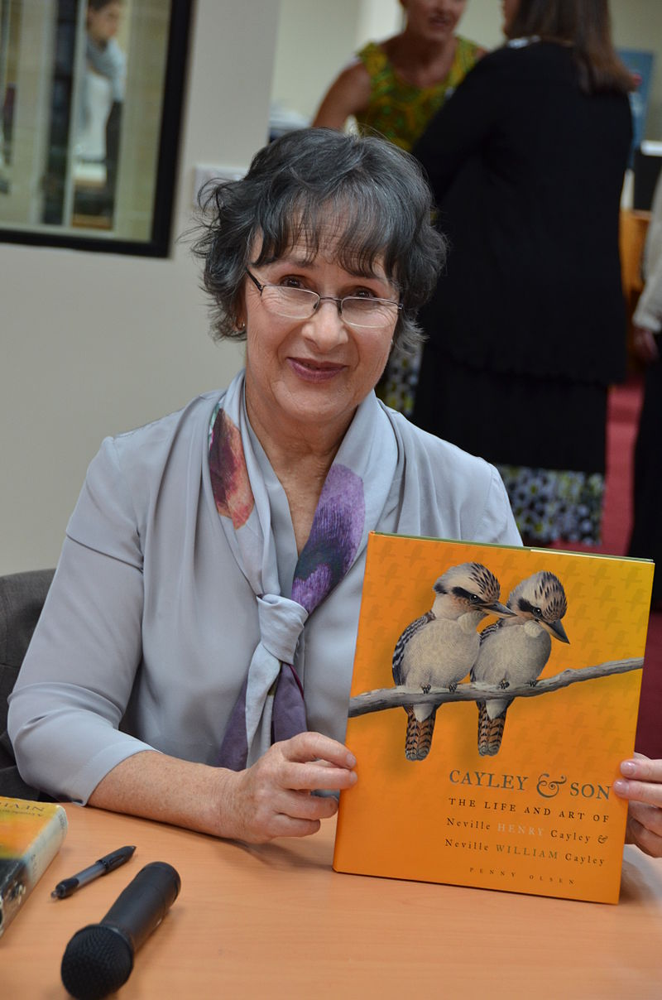 CAYLEY & SON
THE LIFE AND ART OF
Neville HENRY Cayley &
Neville WILLIAM Cayley
PENNY OLSEN